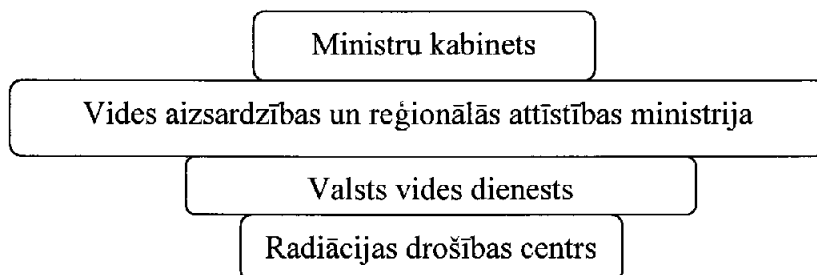 Ministru kabinets
Vides aizsardzības un reģionālās attīstības ministrija
Valsts vides dienests
Radiācijas drošības centrs